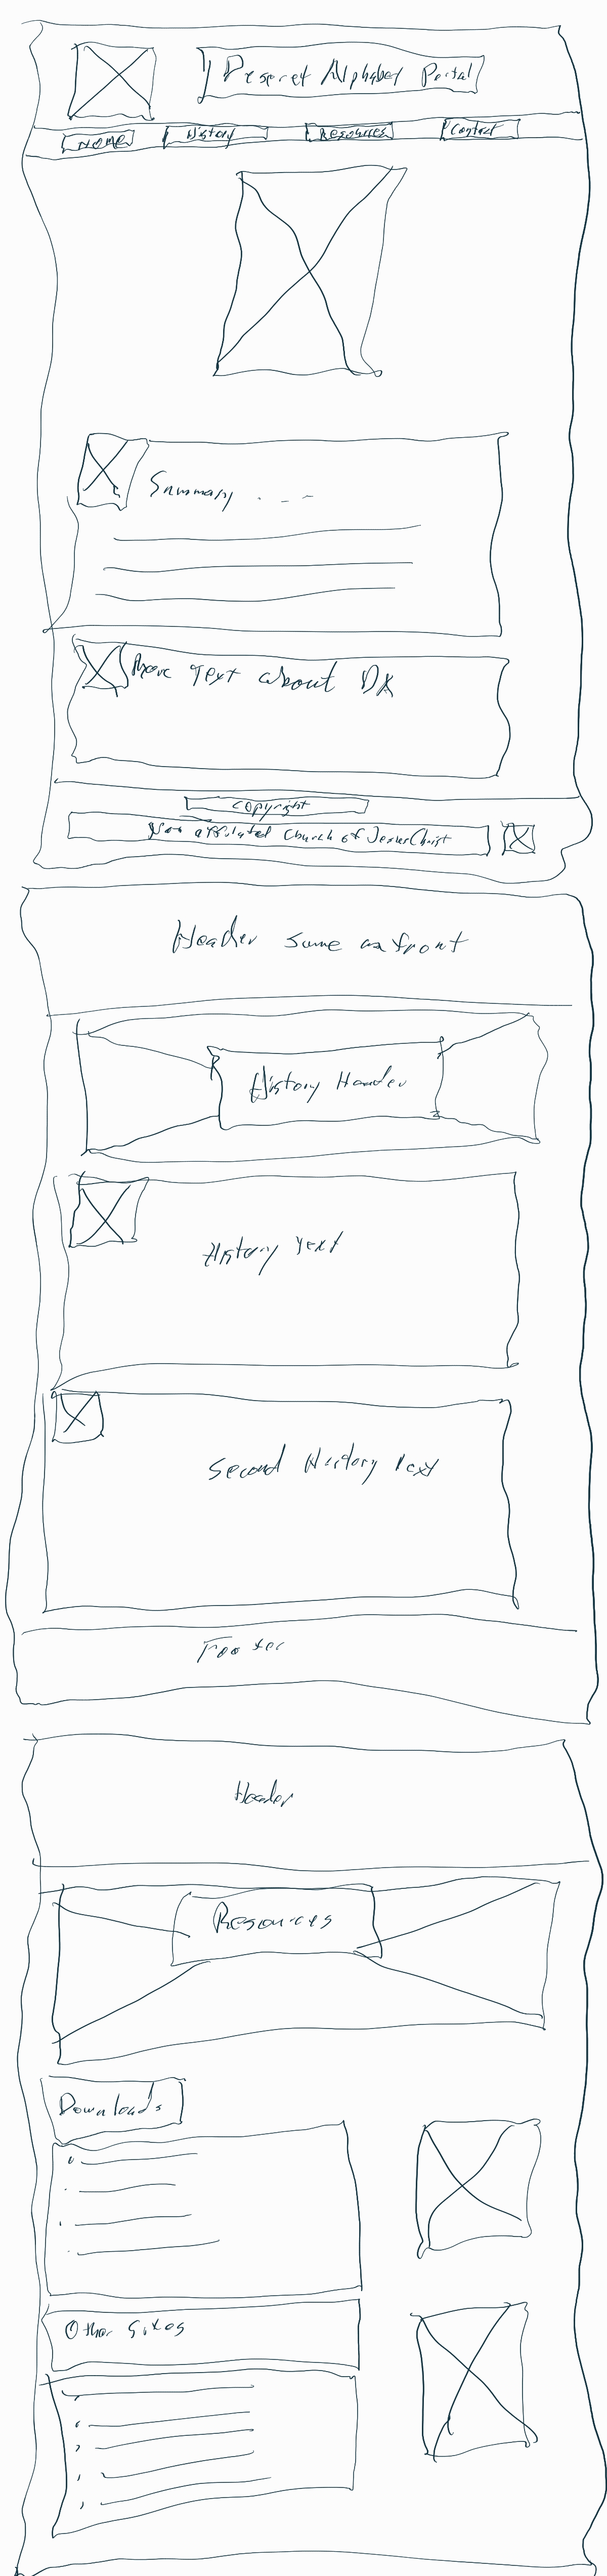 Deseret Alphabet Portal
HOME History Resources Contact
Summary . - -
More Text about DA
Copyright
Not affilated Church of Jesus Christ
Header same as front
History Header
History Text
Second History Text
Footer
Header
Resources
Downloads
Other Sites